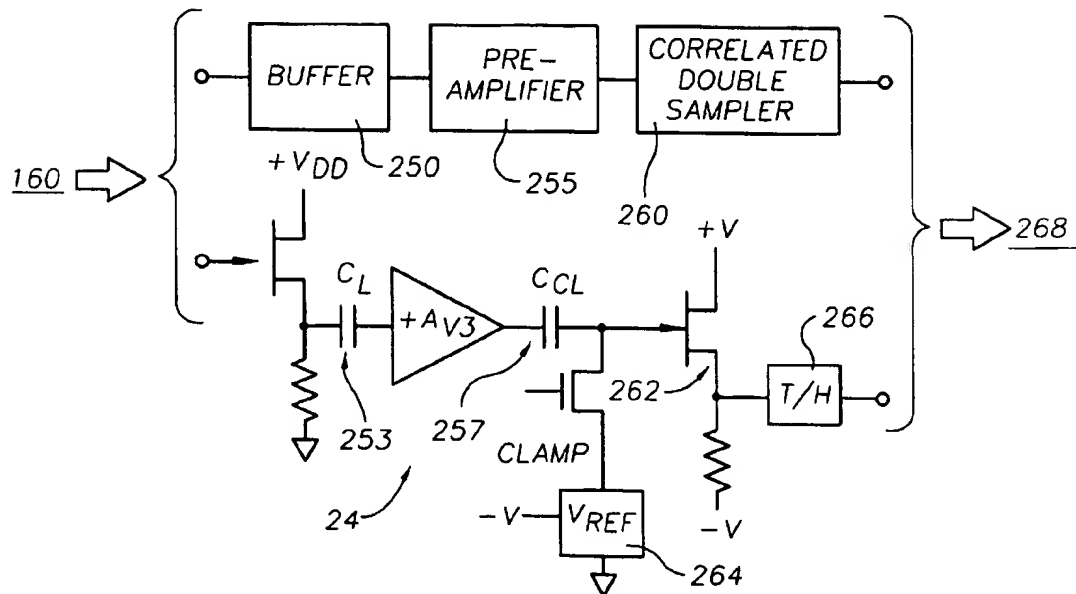 BUFFER
PRE-
AMPLIFIER
CORRELATED
DOUBLE
SAMPLER
250
255
260
160
268
+VDD
+V
CL
+AV3
CCL
266
T/H
262
253
257
CLAMP
24
-V
VREF
264
-V